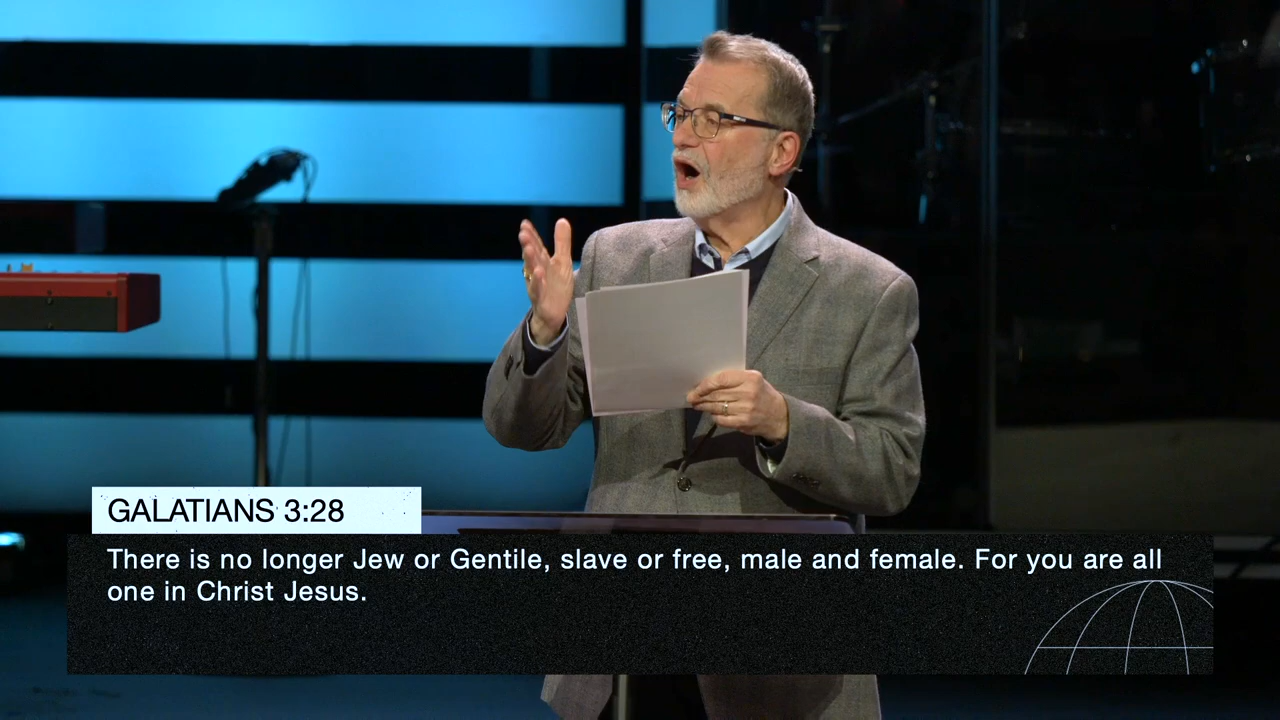 GALATIANS 3:28
There is no longer Jew or Gentile, slave or free, male and female. For you are all
one in Christ Jesus.